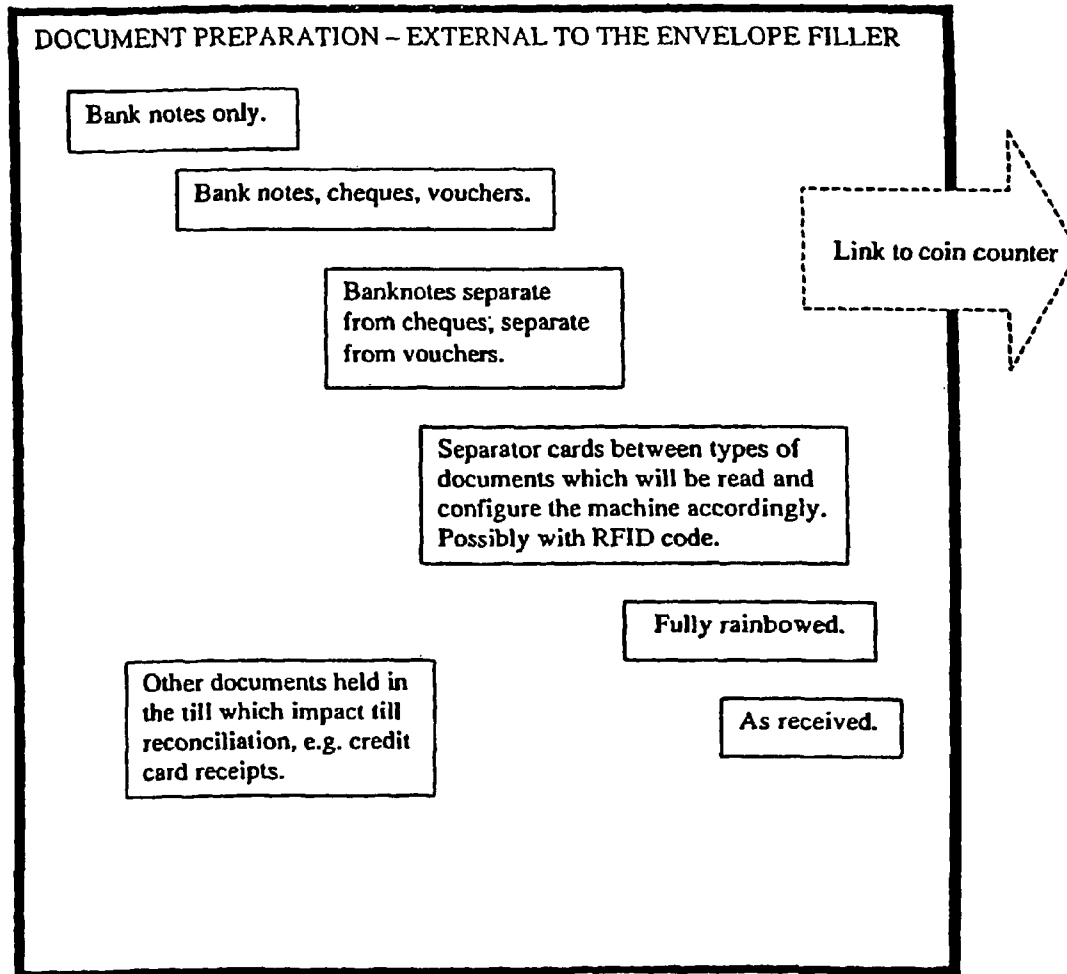 DOCUMENT PREPARATION – EXTERNAL TO THE ENVELOPE FILLER
Bank notes only.
Bank notes, cheques, vouchers.
Link to coin counter
Banknotes separate
from cheques; separate
from vouchers.
Separator cards between types of
documents which will be read and
configure the machine accordingly.
Possibly with RFID code.
Fully rainbowed.
Other documents held in
the till which impact till
reconciliation, e.g. credit
card receipts.
As received.